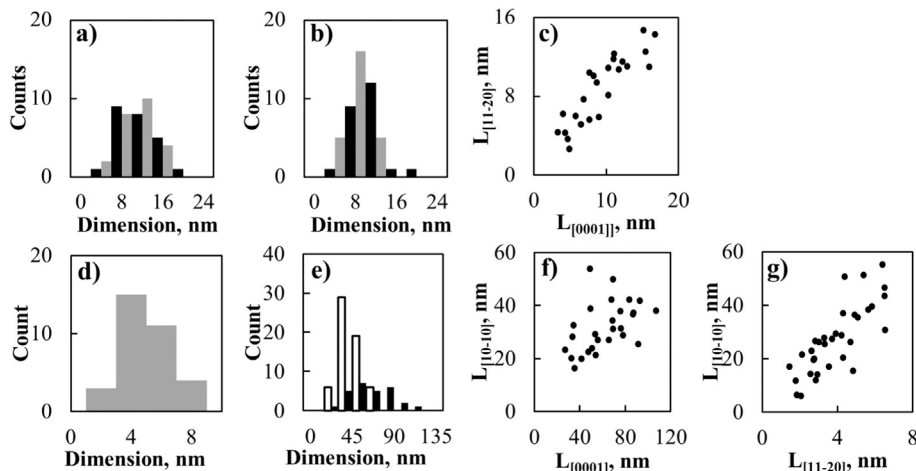 a)
20
10
0
Counts
0 8 16 24
Dimension, nm
b)
20
10
0
Counts
0 8 16 24
Dimension, nm
c)
16
8
0
L[11-20], nm
0 10 20
L[0001]], nm
d)
20
10
0
Count
0 4 8
Dimension, nm
e)
40
30
20
10
0
Count
0 45 90 135
Dimension, nm
f)
60
40
20
0
L[10-10], nm
0 40 80 120
L[0001], nm
g)
60
40
20
0
L[10-10], nm
0 4 8
L[11-20], nm